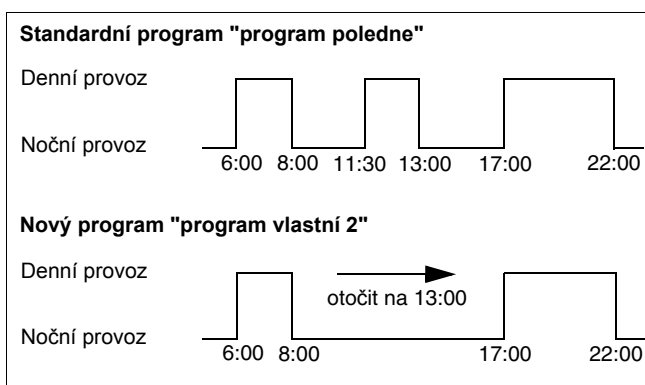 Standardní program "program poledne"
Denní provoz
Noční provoz
6:00 8:00 11:30 13:00 17:00 22:00
Nový program "program vlastní 2"
Denní provoz
otočit na 13:00
Noční provoz
6:00 8:00 17:00 22:00